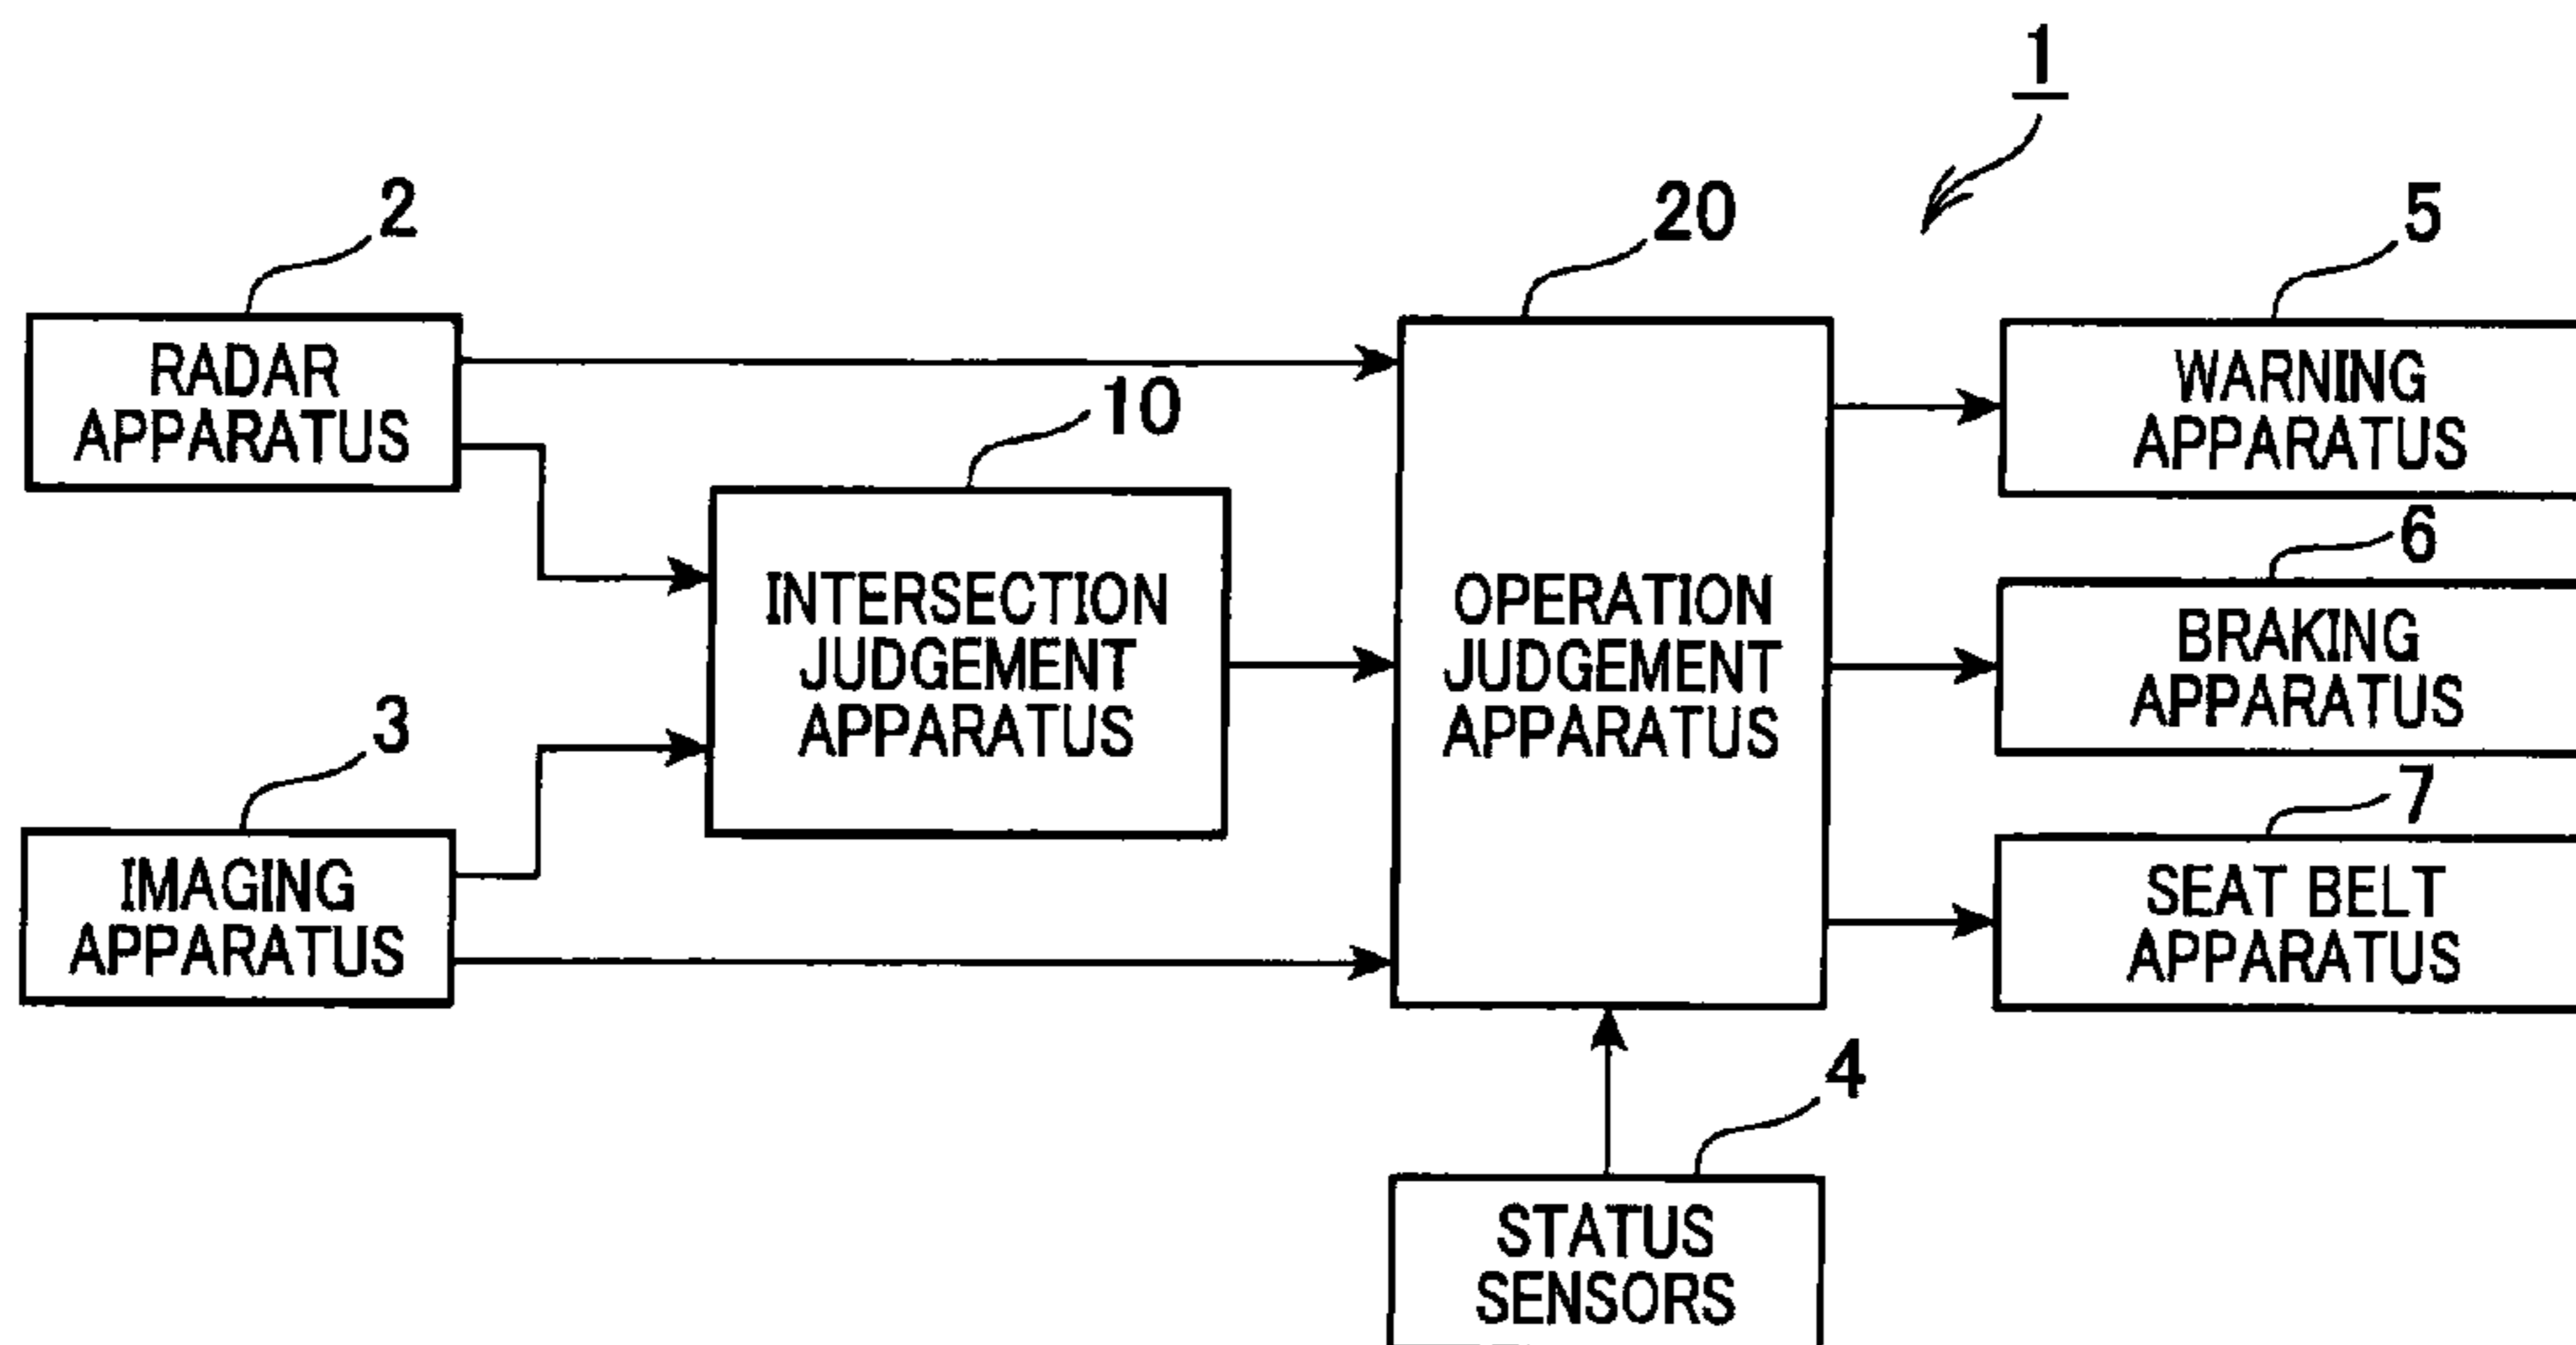 1
2
20
5
RADAR
APPARATUS
WARNING
APPARATUS
10
INTERSECTION
JUDGEMENT
APPARATUS
OPERATION
JUDGEMENT
APPARATUS
6
BRAKING
APPARATUS
3
IMAGING
APPARATUS
7
SEAT BELT
APPARATUS
4
STATUS
SENSORS